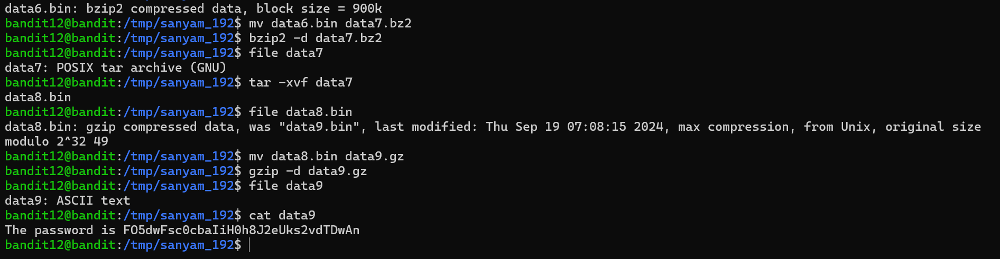 data6.bin: bzip2 compressed data, block size = 900k
bandit12@bandit:/tmp/sanyam_192$ mv data6.bin data7.bz2
bandit12@bandit:/tmp/sanyam_192$ bzip2 -d data7.bz2
bandit12@bandit:/tmp/sanyam_192$ file data7
data7: POSIX tar archive (GNU)
bandit12@bandit:/tmp/sanyam_192$ tar -xvf data7
data8.bin
bandit12@bandit:/tmp/sanyam_192$ file data8.bin
data8.bin: gzip compressed data, was "data9.bin", last modified: Thu Sep 19 07:08:15 2024, max compression, from Unix, original size
modulo 2^32 49
bandit12@bandit:/tmp/sanyam_192$ mv data8.bin data9.gz
bandit12@bandit:/tmp/sanyam_192$ gzip -d data9.gz
bandit12@bandit:/tmp/sanyam_192$ file data9
data9: ASCII text
bandit12@bandit:/tmp/sanyam_192$ cat data9
The password is FO5dwFsc0cbaIiH0h8J2eUks2vdTDwAn
bandit12@bandit:/tmp/sanyam_192$